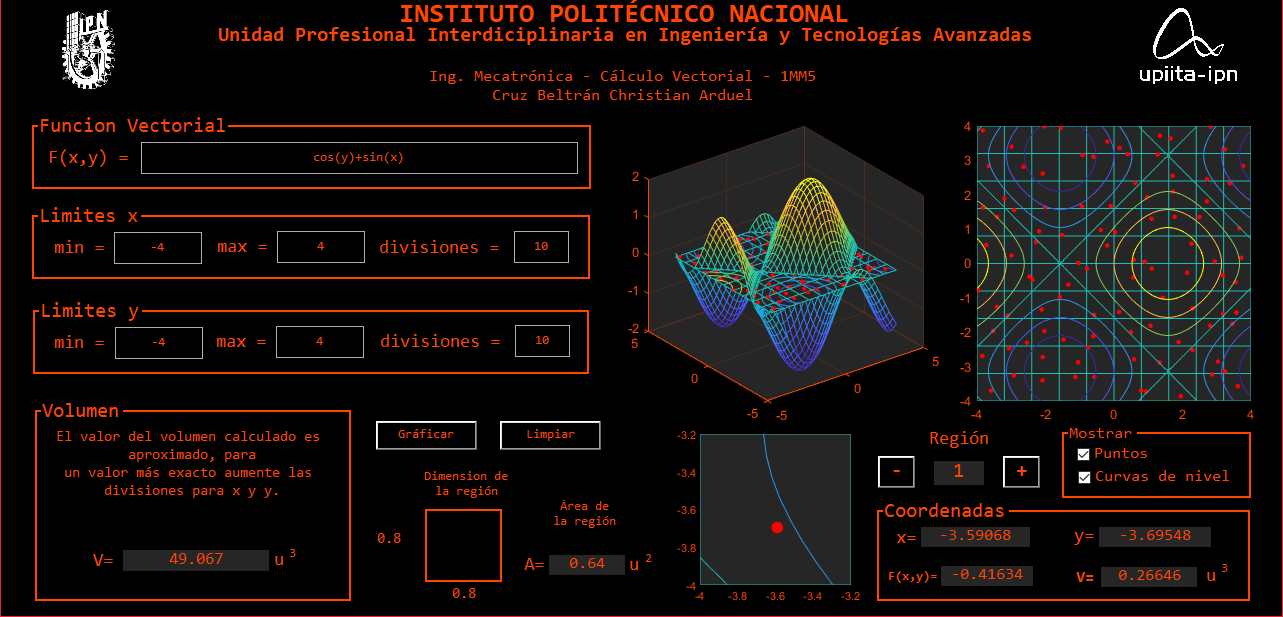 INSTITUTO POLITÉCNICO NACIONAL
Unidad Profesional Interdiciplinaria en Ingeniería y Tecnologías Avanzadas
Ing. Mecatrónica - Cálculo Vectorial - 1MM5
Cruz Beltrán Christian Arduel
IPN
upiita-ipn
Funcion Vectorial
F(x,y) = cos(y)+sin(x)
Limites x
min = -4 max = 4 divisiones = 10
Limites y
min = -4 max = 4 divisiones = 10
2
1
0
-1
-2
5
0
-5
-5
0
5
4
3
2
1
0
-1
-2
-3
-4
-4 -2 0 2 4
Volumen
El valor del volumen calculado es
aproximado, para
un valor más exacto aumente las
divisiones para x y y.
V= 49.067 u 3
Gráficar
Limpiar
Dimension de
la región
0.8
0.8
Área de
la región
A= 0.64 u 2
-3.2
-3.4
-3.6
-3.8
-4
-4 -3.8 -3.6 -3.4 -3.2
Región
- 1 +
Mostrar
Puntos
Curvas de nivel
Coordenadas
x= -3.59068 y= -3.69548
F(x,y)= -0.41634 V= 0.26646 u 3